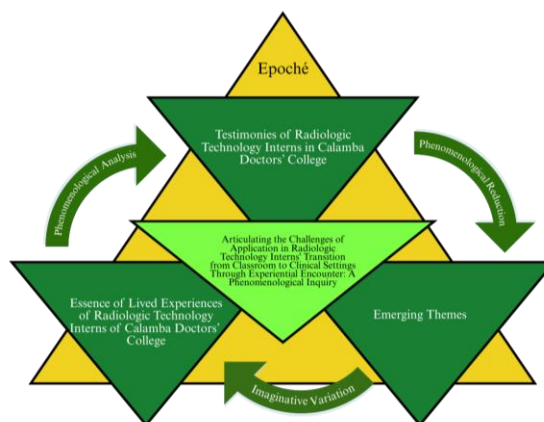 Epoché
Testimonies of Radiologic
Technology Interns in Calamba
Doctors' College
Phenomenological Analysis
Phenomenological Reduction
Articulating the Challenges of
Application in Radiologic
Technology Interns' Transition
from Classroom to Clinical Settings
Through Experiential Encounter: A
Phenomenological Inquiry
Essence of Lived Experiences
of Radiologic Technology
Interns of Calamba Doctors'
College
Emerging Themes
Imaginative Variation